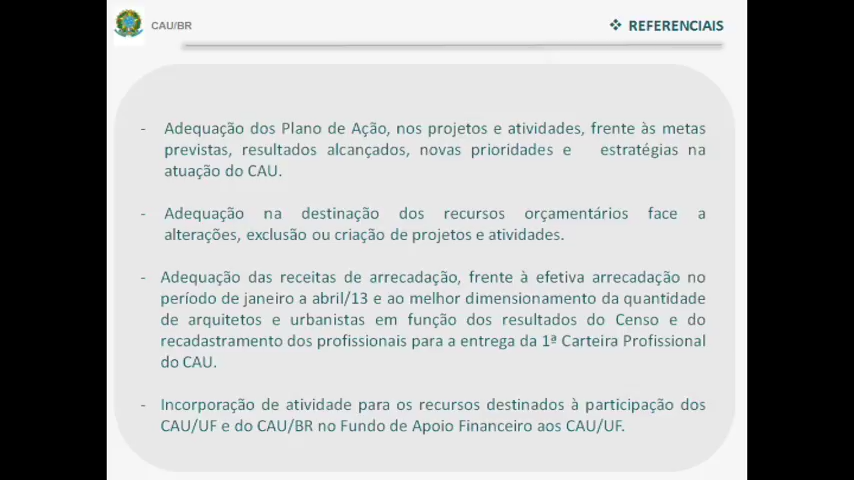 CAU/BR
❖ REFERENCIAIS
- Adequação dos Plano de Ação, nos projetos e atividades, frente às metas
previstas, resultados alcançados, novas prioridades e estratégias na
atuação do CAU.
- Adequação na destinação dos recursos orçamentários face a
alterações, exclusão ou criação de projetos e atividades.
- Adequação das receitas de arrecadação, frente à efetiva arrecadação no
período de janeiro a abril/13 e ao melhor dimensionamento da quantidade
de arquitetos e urbanistas em função dos resultados do Censo e do
recadastramento dos profissionais para a entrega da 1ª Carteira Profissional
do CAU.
- Incorporação de atividade para os recursos destinados à participação dos
CAU/UF e do CAU/BR no Fundo de Apoio Financeiro aos CAU/UF.